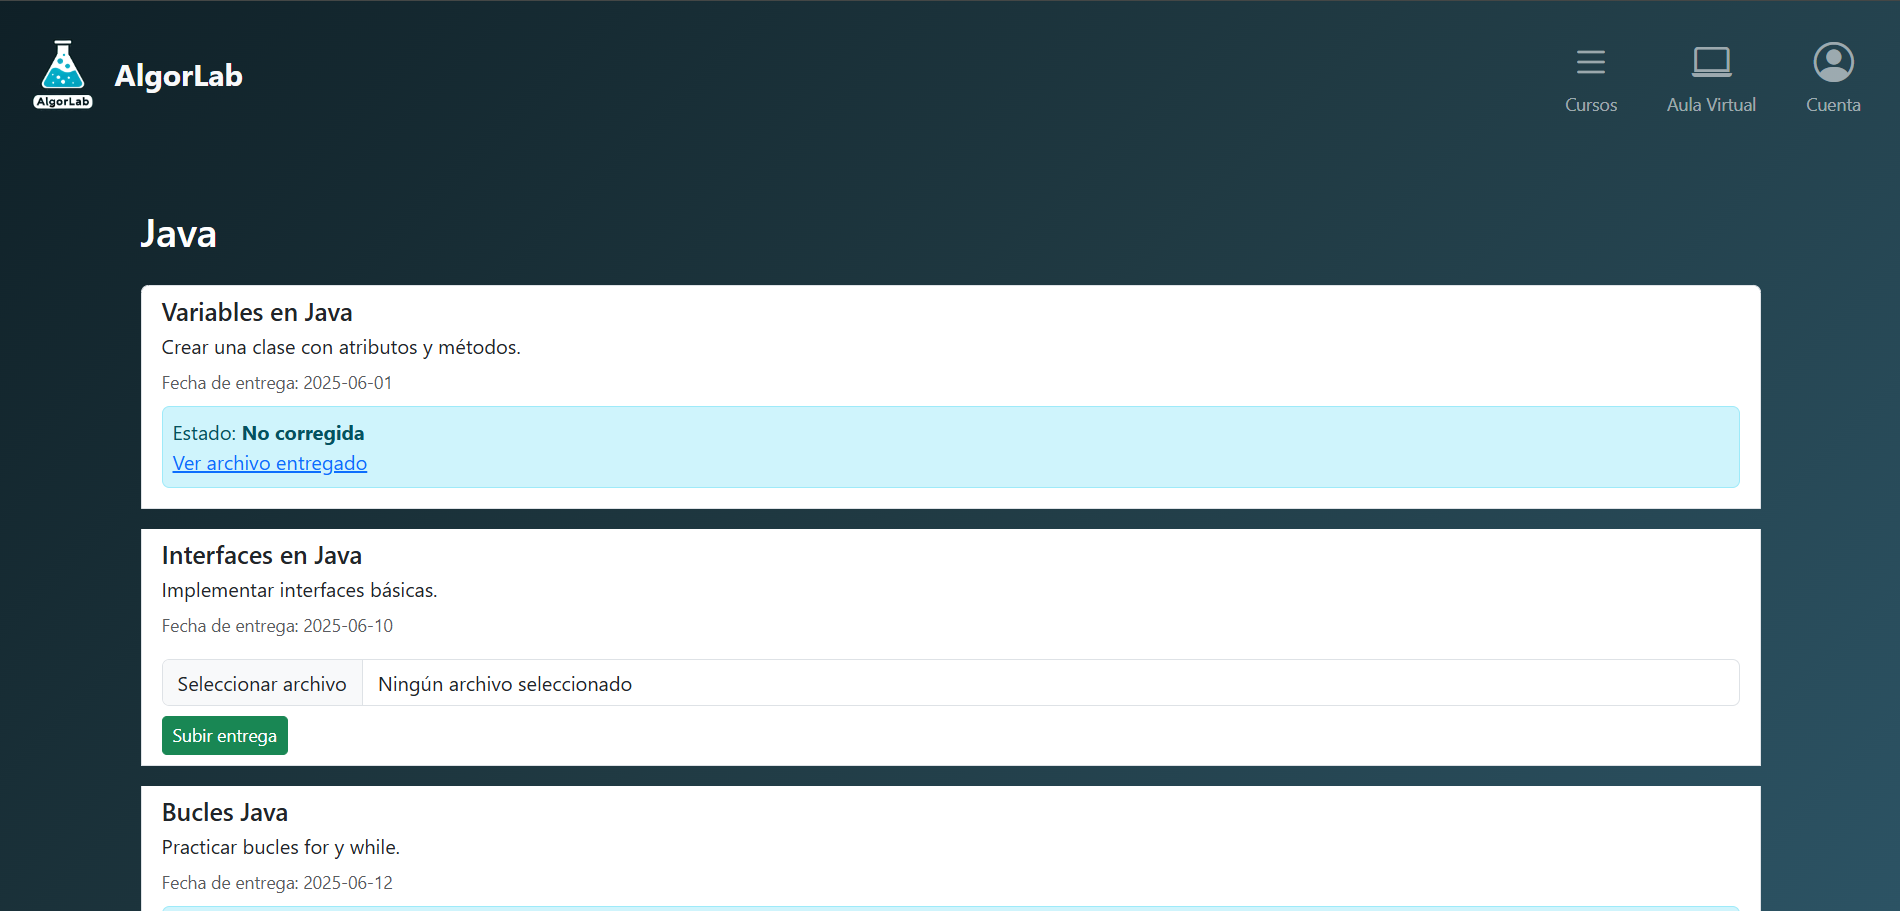 AlgorLab
AlgorLab
Cursos
Aula Virtual
Cuenta
Java
Variables en Java
Crear una clase con atributos y métodos.
Fecha de entrega: 2025-06-01
Estado: No corregida
Ver archivo entregado
Interfaces en Java
Implementar interfaces básicas.
Fecha de entrega: 2025-06-10
Seleccionar archivo Ningún archivo seleccionado
Subir entrega
Bucles Java
Practicar bucles for y while.
Fecha de entrega: 2025-06-12